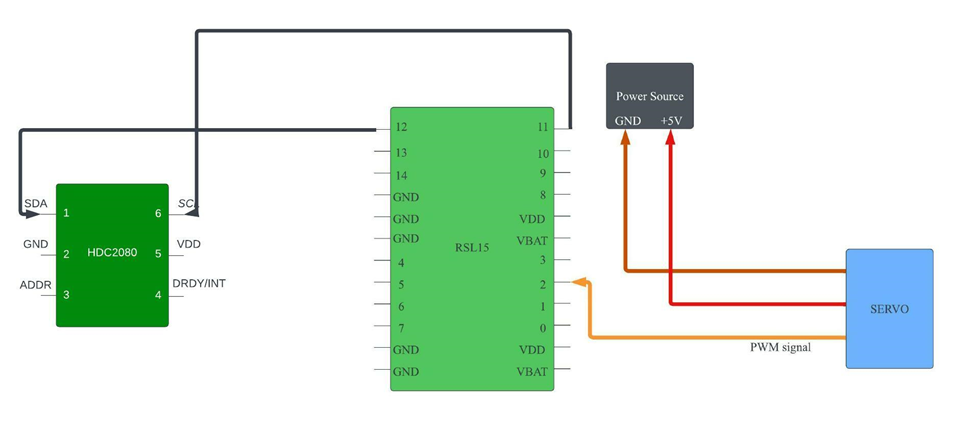 SDA
GND
ADDR
1
2
3
HDC2080
6
5
4
SCL
VDD
DRDY/INT
12
13
14
GND
GND
GND
4
5
6
7
GND
GND
RSL15
11
10
9
8
VDD
VBAT
3
2
1
0
VDD
VBAT
Power Source
GND +5V
SERVO
PWM signal